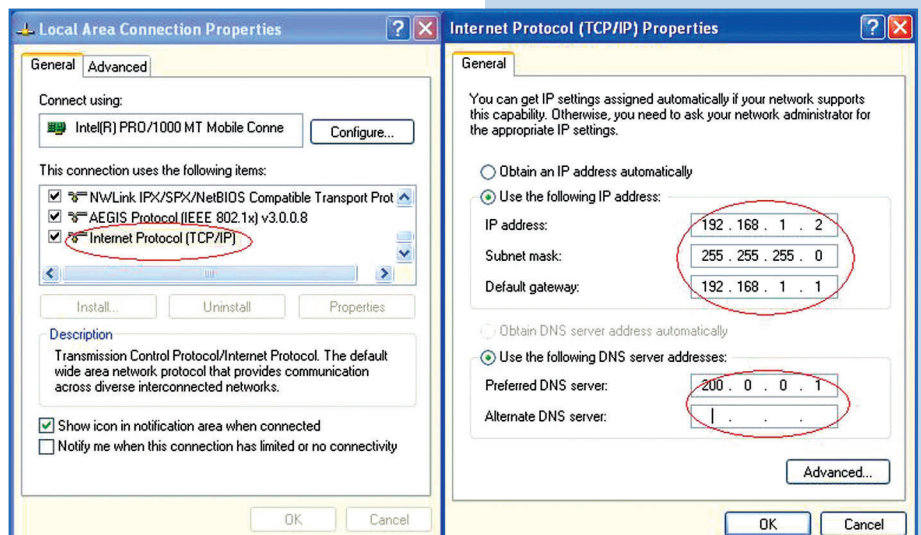 Local Area Connection Properties
General
Advanced
Connect using:
Intel(R) PRO/1000 MT Mobile Conne
Configure...
This connection uses the following items:
NWLink IPX/SPX/NetBIOS Compatible Transport Prot
AEGIS Protocol (IEEE 802.1x) v3.0.0.8
Internet Protocol (TCP/IP)
Install...
Uninstall
Properties
Description
Transmission Control Protocol/Internet Protocol. The default
wide area network protocol that provides communication
across diverse interconnected networks.
Show icon in notification area when connected
Notify me when this connection has limited or no connectivity
OK
Cancel
Internet Protocol (TCP/IP) Properties
General
You can get IP settings assigned automatically if your network supports
this capability. Otherwise, you need to ask your network administrator for
the appropriate IP settings.
Obtain an IP address automatically
Use the following IP address:
IP address: 192 . 168 . 1 . 2
Subnet mask: 255 . 255 . 255 . 0
Default gateway: 192 . 168 . 1 . 1
Obtain DNS server address automatically
Use the following DNS server addresses:
Preferred DNS server: 200 . 0 . 0 . 1
Alternate DNS server: . . .
Advanced...
OK
Cancel